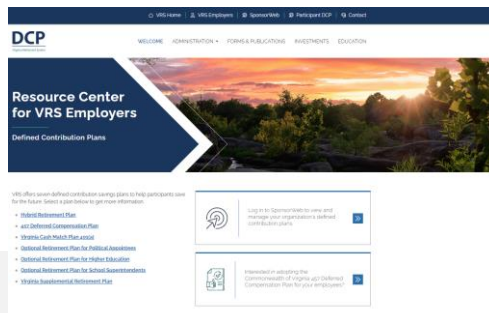 VRS Home | VRS Employers | SponsorWeb | Participant DCP | Contact
DCP
WELCOME ADMINISTRATION FORMS & PUBLICATIONS INVESTMENTS EDUCATION
Resource Center
for VRS Employers
Defined Contribution Plans
VRS offers seven defined contribution savings plans to help participants save
for the future. Select a plan below to get more information.
Hybrid Retirement Plan
457 Deferred Compensation Plan
Virginia Cash Match Plan 401(a)
Optional Retirement Plan for Political Appointees
Optional Retirement Plan for Higher Education
Optional Retirement Plan for School Superintendents
Virginia Supplemental Retirement Plan
Log in to SponsorWeb to view and
manage your organization's defined
contribution plans.
Interested in adopting the
Commonwealth of Virginia 457 Deferred
Compensation Plan for your employees?